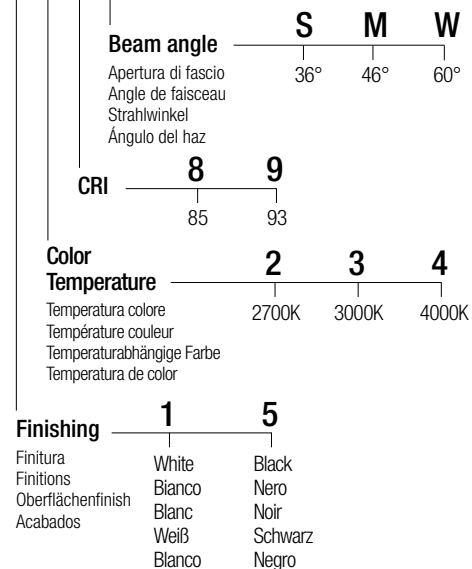 Beam angle S M W
Apertura di fascio 36° 46° 60°
Angle de faisceau
Strahlwinkel
Ángulo del haz
CRI 8 9
85 93
Color
Temperature 2 3 4
Temperatura colore 2700K 3000K 4000K
Température couleur
Temperaturabhängige Farbe
Temperatura de color
Finishing 1 5
Finitura White Black
Finitions Bianco Nero
Oberflächenfinish Blanc Noir
Acabados Weiß Schwarz
Blanco Negro